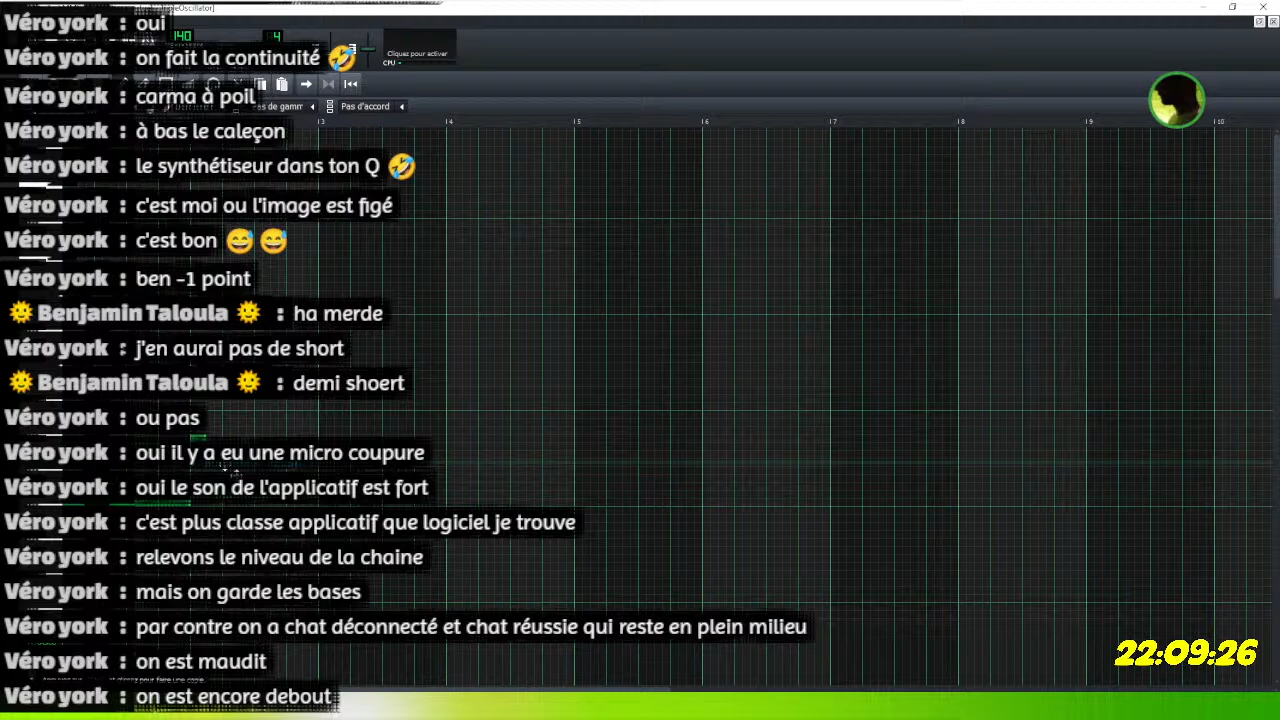 Oscillator]
Véro york : oui
140
4
Véro york : on fait la continuité 🤣
Cliquez pour activer
CPU
Véro york : carma à poil
de gamm
Pas d'accord
13 14 15 16 17 18 19 10
Véro york : à bas le caleçon
Véro york : le synthétiseur dans ton Q 🤣
Véro york : c'est moi ou l'image est figé
Véro york : c'est bon 😅 😅
Véro york : ben -1 point
🌞 Benjamin Taloula 🌞 : ha merde
Véro york : j'en aurai pas de short
🌞 Benjamin Taloula 🌞 : demi shoert
Véro york : ou pas
Véro york : oui il y a eu une micro coupure
Véro york : oui le son de l'applicatif est fort
Véro york : c'est plus classe applicatif que logiciel je trouve
Véro york : relevons le niveau de la chaine
Véro york : mais on garde les bases
Véro york : par contre on a chat déconnecté et chat réussie qui reste en plein milieu
Véro york : on est maudit
22:09:26
Véro york : on est encore debout